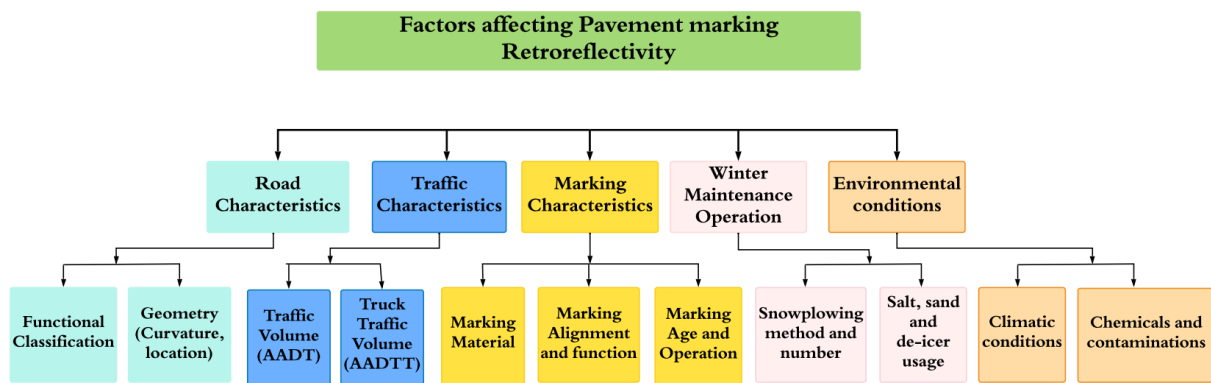 Factors affecting Pavement marking
Retroreflectivity
Road
Characteristics
Traffic
Characteristics
Marking
Characteristics
Winter
Maintenance
Operation
Environmental
conditions
Functional
Classification
Geometry
(Curvature,
location)
Traffic
Volume
(AADT)
Truck
Traffic
Volume
(AADTT)
Marking
Material
Marking
Alignment
and function
Marking
Age and
Operation
Snowplowing
method and
number
Salt, sand
and
de-icer
usage
Climatic
conditions
Chemicals and
contaminations